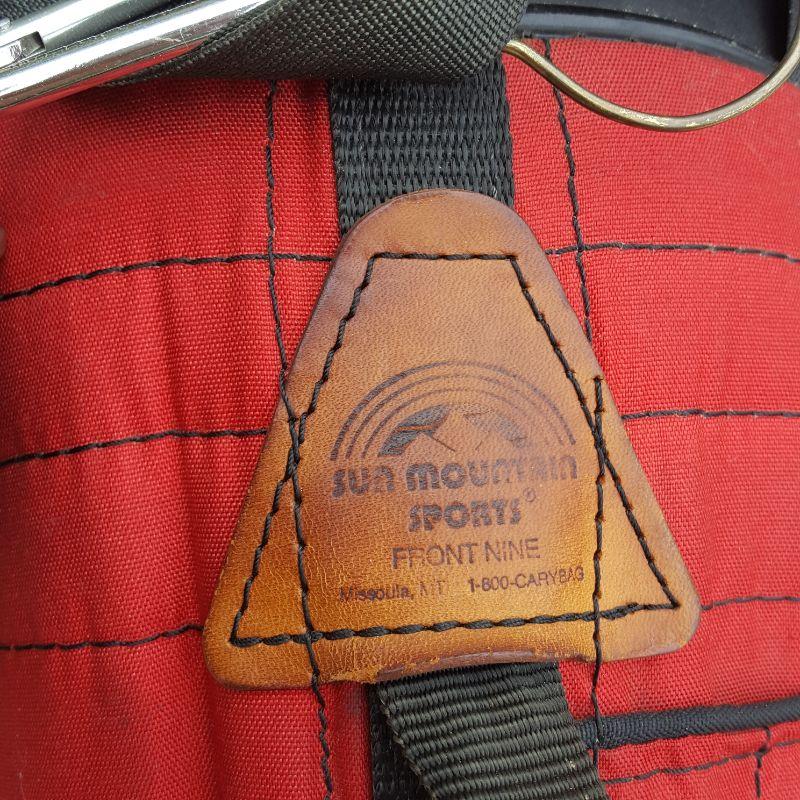 SUN MOUNTAIN
SPORTS®
FRONT NINE
Missoula, MT 1-800-CARYBAG